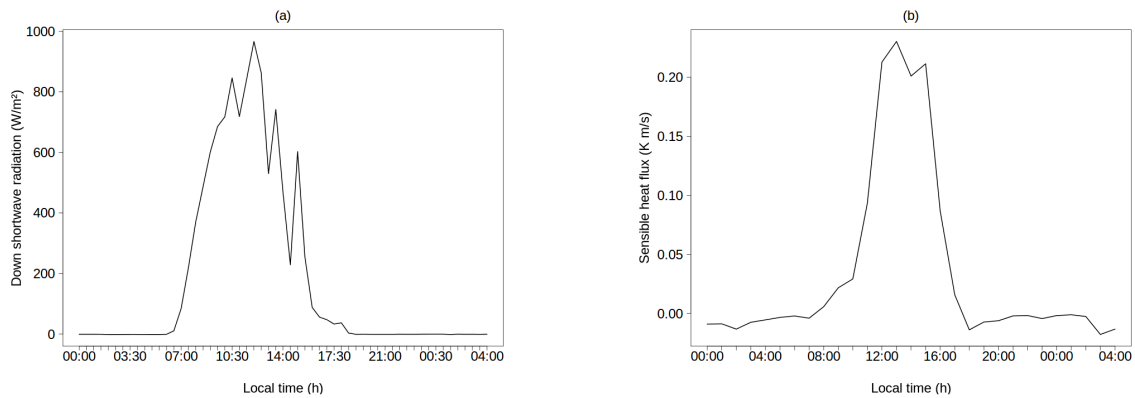 (a)
Down shortwave radiation (W/m²)
1000
800
600
400
200
0
00:00 03:30 07:00 10:30 14:00 17:30 21:00 00:30 04:00
Local time (h)
(b)
Sensible heat flux (K m/s)
0.20
0.15
0.10
0.05
0.00
00:00 04:00 08:00 12:00 16:00 20:00 00:00 04:00
Local time (h)